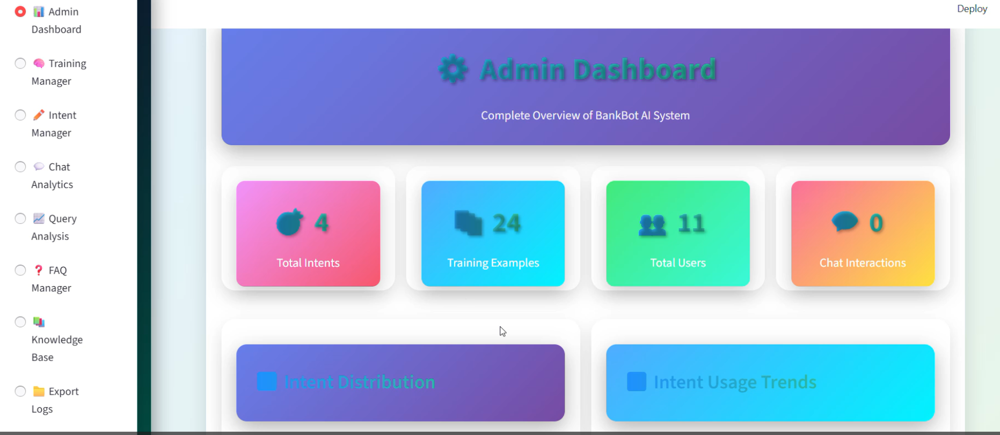 Admin
Dashboard
Training
Manager
Intent
Manager
Chat
Analytics
Query
Analysis
FAQ
Manager
Knowledge
Base
Export
Logs
Deploy
Admin Dashboard
Complete Overview of BankBot AI System
4
Total Intents
24
Training Examples
11
Total Users
0
Chat Interactions
Intent Distribution
Intent Usage Trends